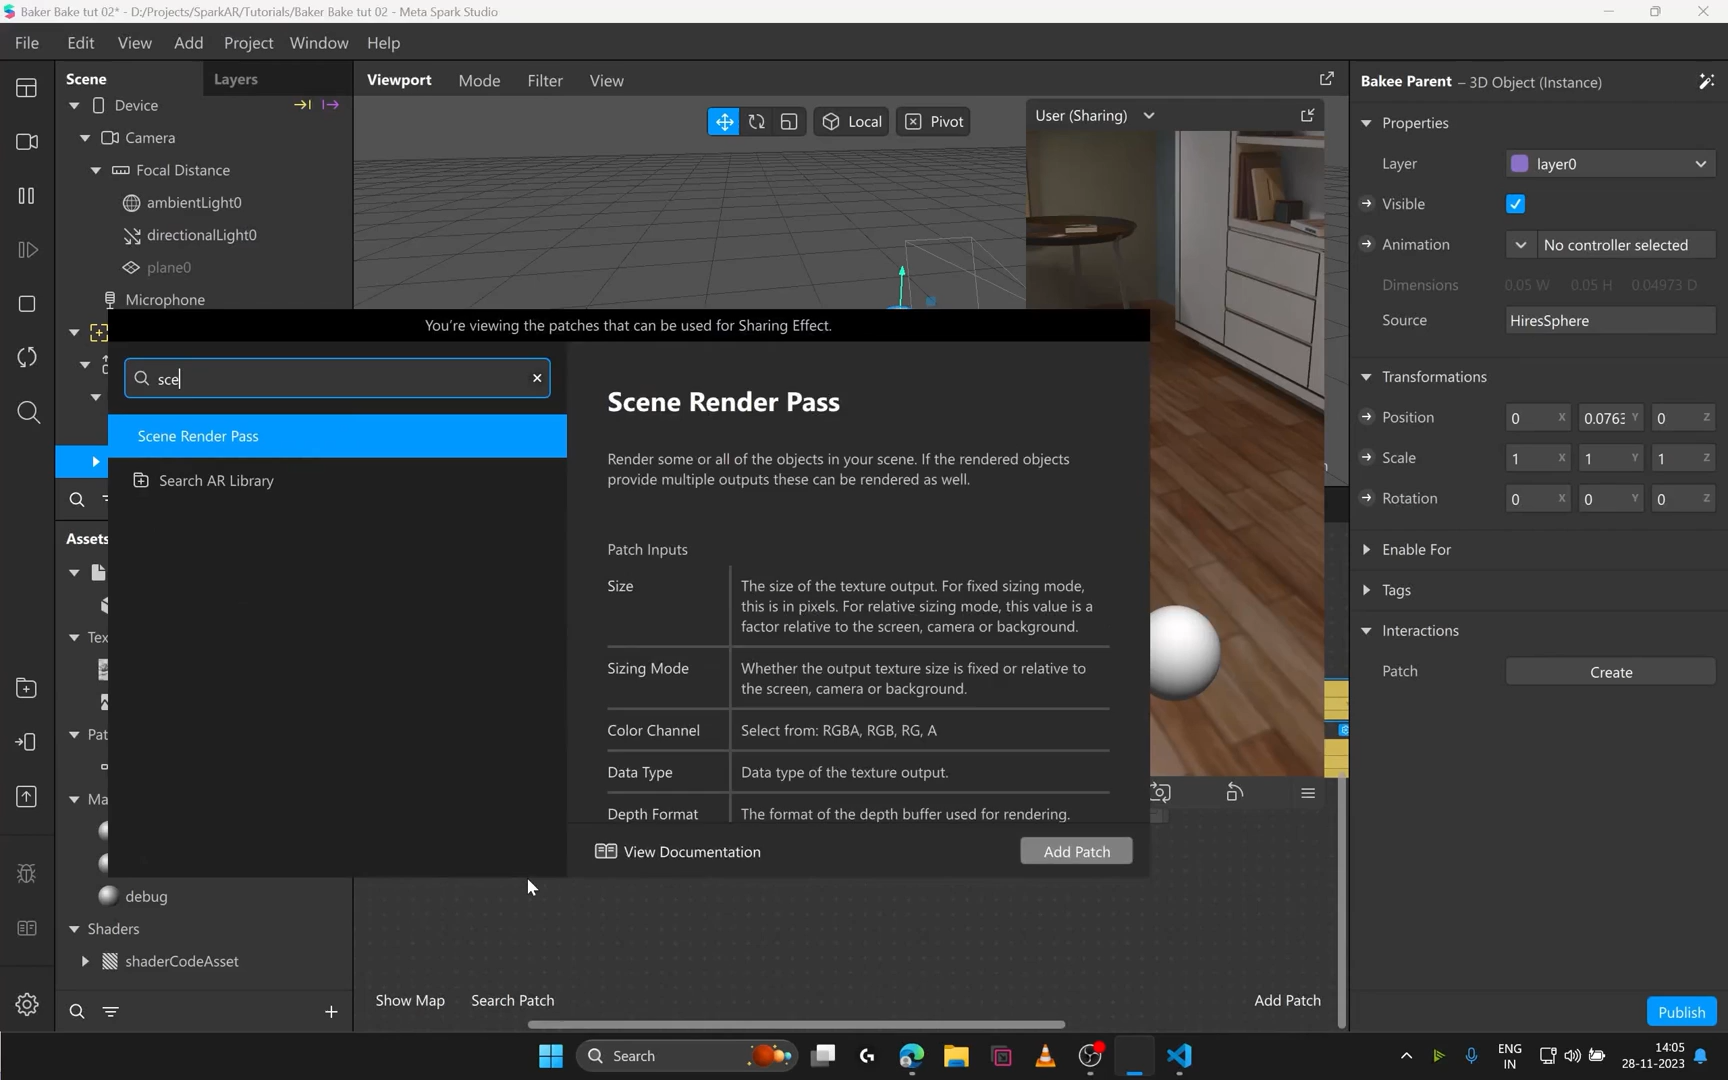 Baker Bake tut 02* - D:/Projects/SparkAR/Tutorials/Baker Bake tut 02 - Meta Spark Studio
File Edit View Add Project Window Help
Scene Layers
Device
Camera
Focal Distance
ambientLight0
directionalLight0
plane0
Microphone
Assets
debug
Shaders
shaderCodeAsset
Viewport Mode Filter View
Local Pivot
User (Sharing)
You're viewing the patches that can be used for Sharing Effect.
sce
Scene Render Pass
Search AR Library
Scene Render Pass
Render some or all of the objects in your scene. If the rendered objects
provide multiple outputs these can be rendered as well.
Patch Inputs
Size The size of the texture output. For fixed sizing mode,
this is in pixels. For relative sizing mode, this value is a
factor relative to the screen, camera or background.
Sizing Mode Whether the output texture size is fixed or relative to
the screen, camera or background.
Color Channel Select from: RGBA, RGB, RG, A
Data Type Data type of the texture output.
Depth Format The format of the depth buffer used for rendering.
View Documentation Add Patch
Show Map Search Patch Add Patch
Bakee Parent – 3D Object (Instance)
Properties
Layer layer0
Visible
Animation No controller selected
Dimensions 0.05 W 0.05 H 0.04973 D
Source HiresSphere
Transformations
Position 0 X 0.076 Y 0 Z
Scale 1 X 1 Y 1 Z
Rotation 0 X 0 Y 0 Z
Enable For
Tags
Interactions
Patch Create
Publish
Search
ENG
IN
14:05
28-11-2023